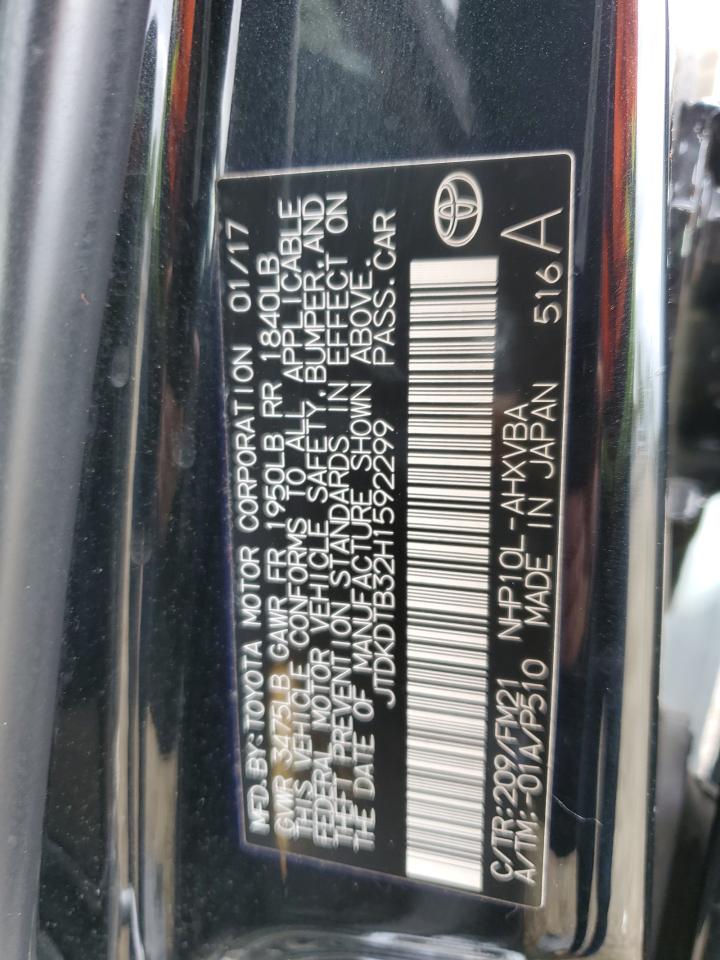 MFD.BY:TOYOTA MOTOR CORPORATION 01/17
GWR 3475LB GAWR FR 1950LB RR 1840LB
THIS VEHICLE CONFORMS TO ALL APPLICABLE
FEDERAL MOTOR VEHICLE SAFETY,BUMPER,AND
THEFT PREVENTION STANDARDS IN EFFECT ON
THE DATE OF MANUFACTURE SHOWN ABOVE.
JTDKDTB32H1592299 PASS.CAR
C/TR:209/FM21 NHP10L-AHXVBA
A/TM:-01A/P510 MADE IN JAPAN 516 A